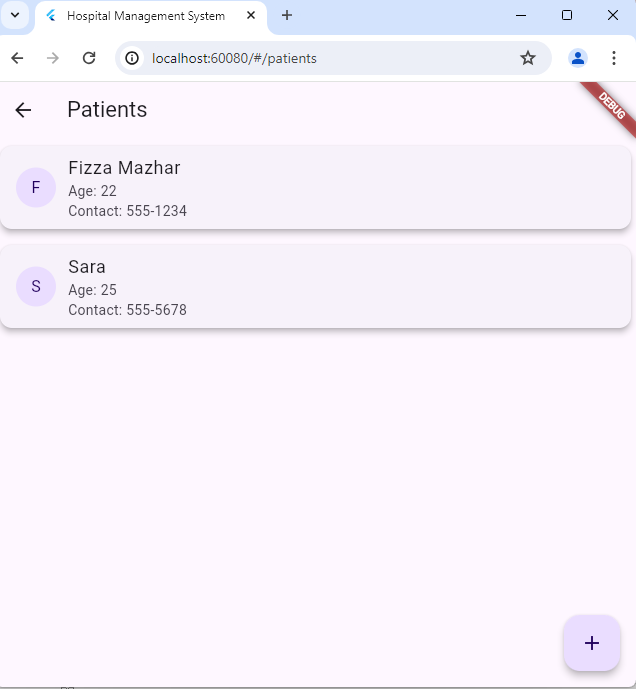 Hospital Management System
localhost:60080/#/patients
Patients
DEBUG
F
Fizza Mazhar
Age: 22
Contact: 555-1234
S
Sara
Age: 25
Contact: 555-5678